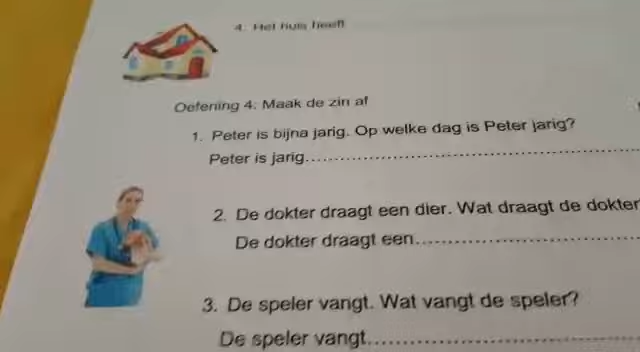 4. Het huis heeft
Oefening 4: Maak de zin af
1. Peter is bijna jarig. Op welke dag is Peter jarig?
Peter is jarig..........................................................
2. De dokter draagt een dier. Wat draagt de dokter
De dokter draagt een.......................................
3. De speler vangt. Wat vangt de speler?
De speler vangt...............................................